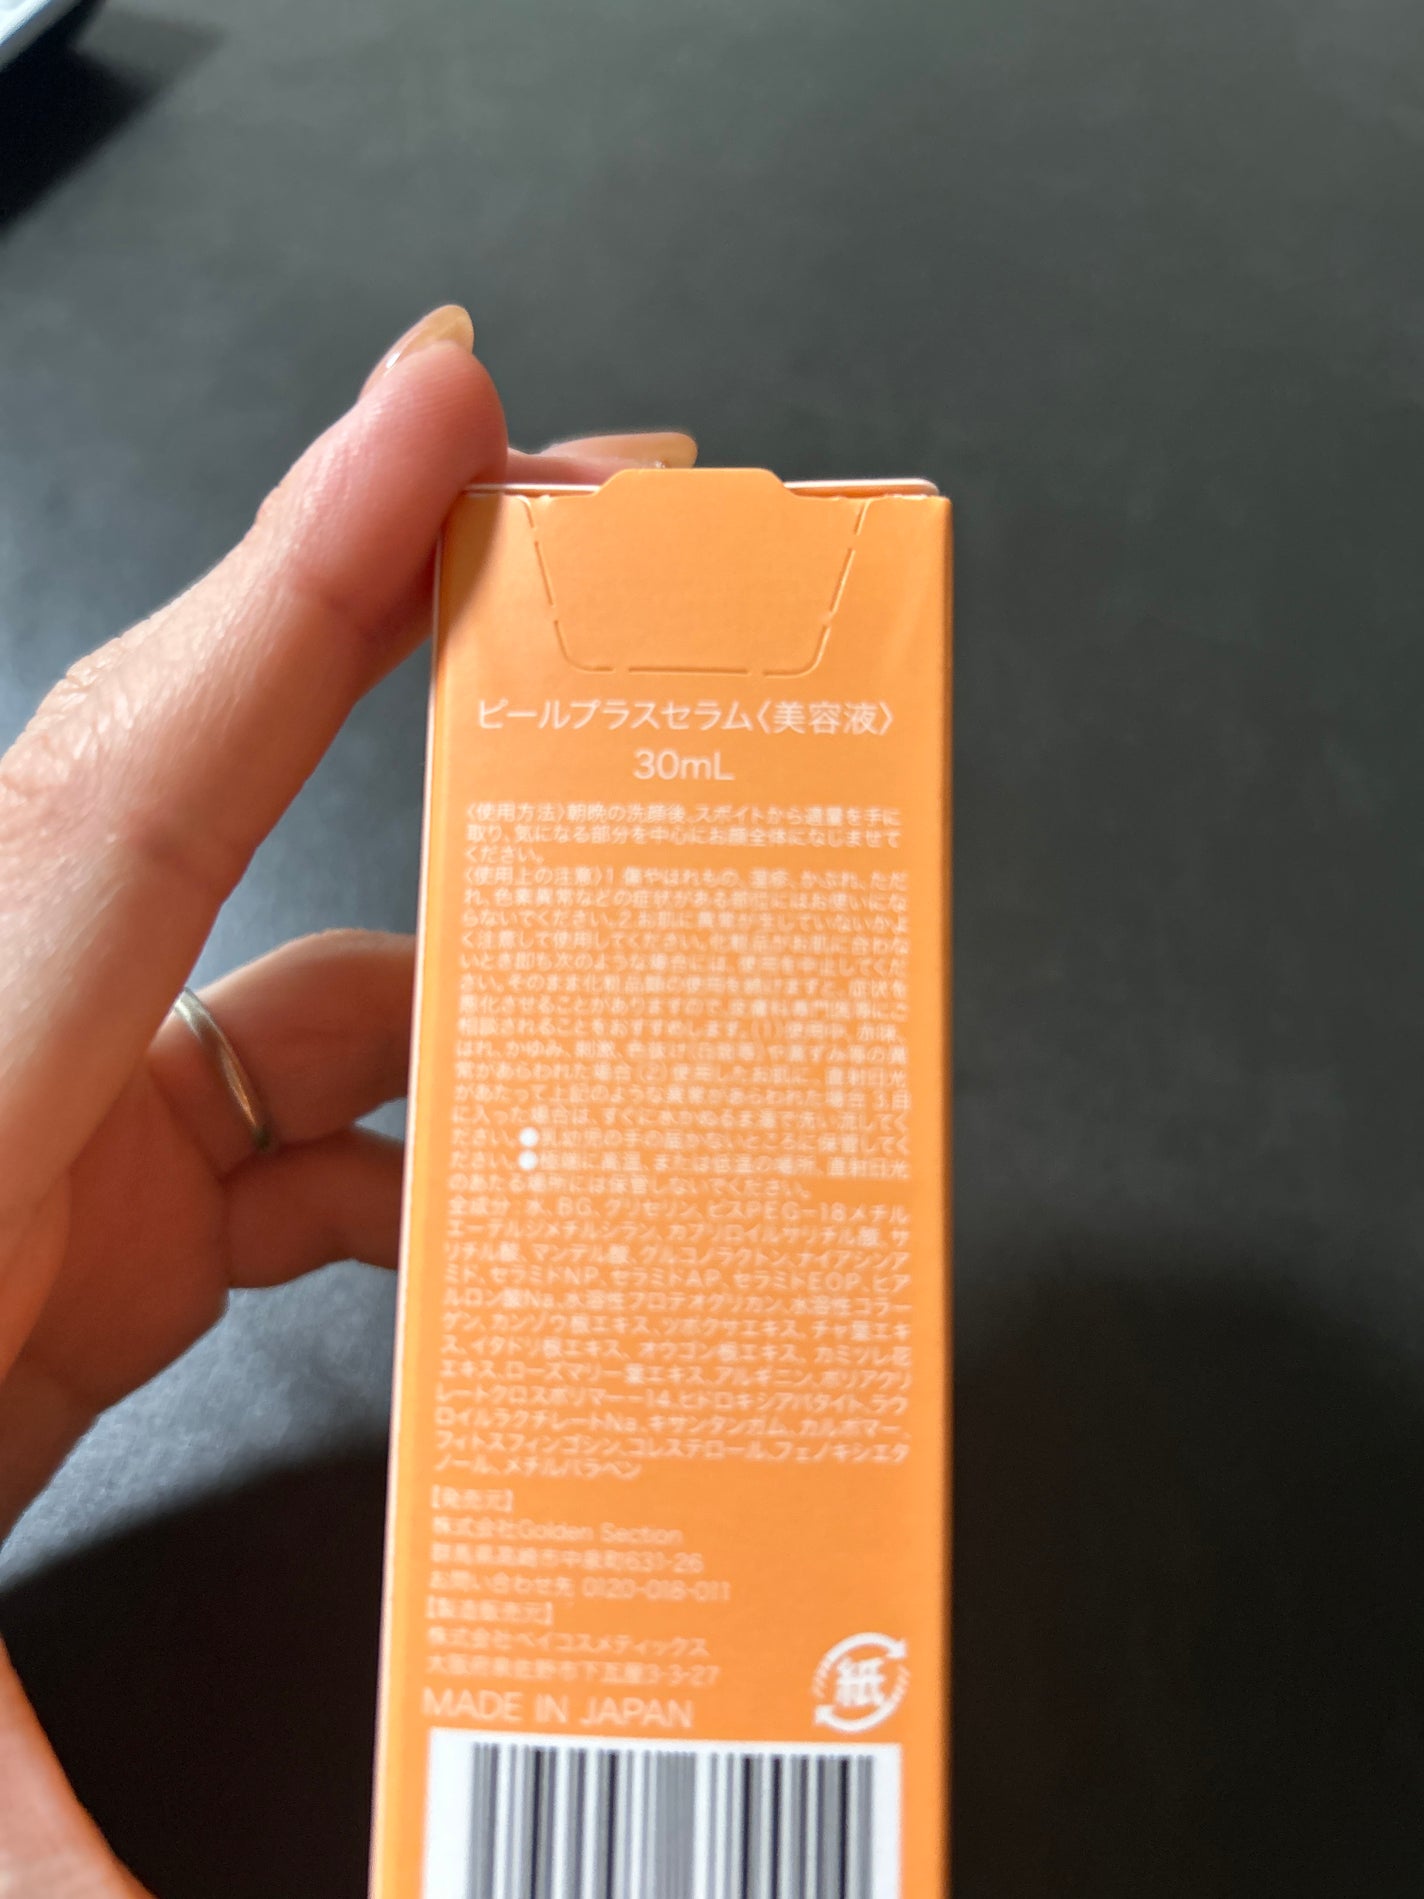 ピールプラスセラム〈美容液〉
30mL
〈使用方法〉朝晩の洗顔後、スポイトから適量を手に
取り、気になる部分を中心にお顔全体になじませて
ください。
〈使用上の注意〉1.傷やはれもの、湿疹、かぶれ、ただ
れ、色素異常などの症状がある部位にはお使いにな
らないでください。2.お肌に異常が生じていないかよ
く注意して使用してください。化粧品がお肌に合わな
いとき即ち次のような場合には、使用を中止してくだ
さい。そのまま化粧品類の使用を続けますと、症状を
悪化させることがありますので、皮膚科専門医等にご
相談されることをおすすめします。(1)使用中、赤味、
はれ、かゆみ、刺激、色抜け(白斑等)や黒ずみ等の異
常があらわれた場合(2)使用したお肌に、直射日光
があたって上記のような異常があらわれた場合 3.目
に入った場合は、すぐに水かぬるま湯で洗い流してく
ださい。●乳幼児の手の届かないところに保管してく
ださい。●極端に高温、または低温の場所、直射日光
のあたる場所には保管しないでください。
全成分：水、BG、グリセリン、ビスPEG-18メチル
エーテルジメチルシラン、カプリロイルサリチル酸、サ
リチル酸、マンデル酸、グルコノラクトン、ナイアシンア
ミド、セラミドNP、セラミドAP、セラミドEOP、ヒア
ルロン酸Na、水溶性プロテオグリカン、水溶性コラー
ゲン、カンゾウ根エキス、ツボクサエキス、チャ葉エキ
ス、イタドリ根エキス、オウゴン根エキス、カミツレ花
エキス、ローズマリー葉エキス、アルギニン、ポリアクリ
レートクロスポリマー-14、ヒドロキシアパタイト、ラウ
ロイルラクチレートNa、キサンタンガム、カルボマー、
フィトスフィンゴシン、コレステロール、フェノキシエタ
ノール、メチルパラベン
【発売元】
株式会社Golden Section
群馬県高崎市中泉町631-26
お問い合わせ先 0120-018-011
【製造販売元】
株式会社ベイコスメティックス
大阪府泉佐野市下瓦屋3-3-27
MADE IN JAPAN
紙